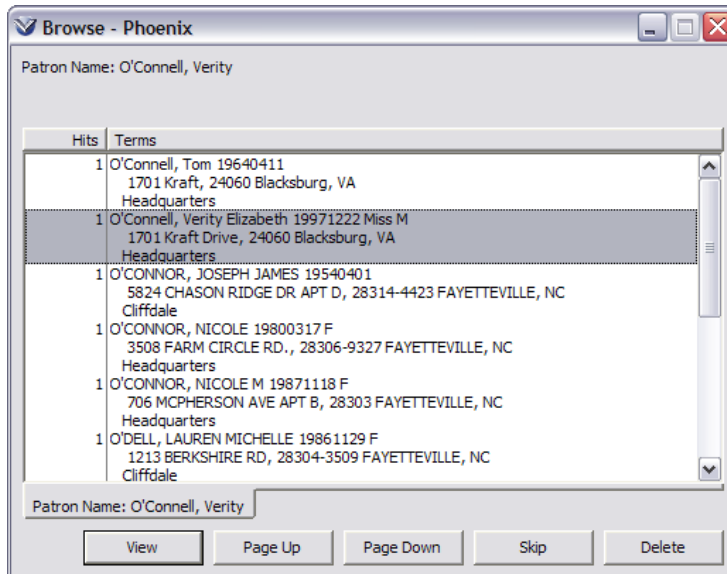 Browse - Phoenix
Patron Name: O'Connell, Verity
Hits Terms
1 O'Connell, Tom 19640411
1701 Kraft, 24060 Blacksburg, VA
Headquarters
1 O'Connell, Verity Elizabeth 19971222 Miss M
1701 Kraft Drive, 24060 Blacksburg, VA
Headquarters
1 O'CONNOR, JOSEPH JAMES 19540401
5824 CHASON RIDGE DR APT D, 28314-4423 FAYETTEVILLE, NC
Cliffdale
1 O'CONNOR, NICOLE 19800317 F
3508 FARM CIRCLE RD., 28306-9327 FAYETTEVILLE, NC
Headquarters
1 O'CONNOR, NICOLE M 19871118 F
706 MCPHERSON AVE APT B, 28303 FAYETTEVILLE, NC
Headquarters
1 O'DELL, LAUREN MICHELLE 19861129 F
1213 BERKSHIRE RD, 28304-3509 FAYETTEVILLE, NC
Cliffdale
Patron Name: O'Connell, Verity
View Page Up Page Down Skip Delete